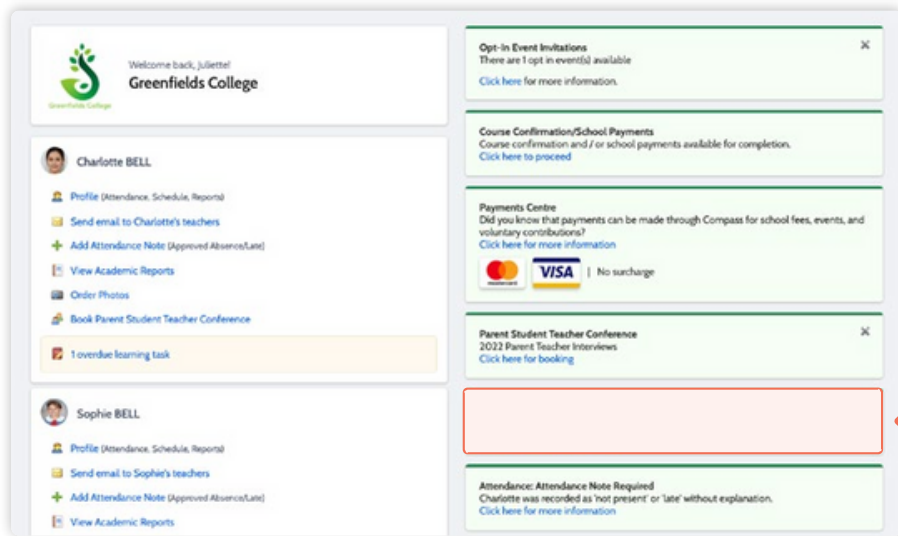 Welcome back, Juliette!
Greenfields College
Greenfields College
Charlotte BELL
Profile (Attendance, Schedule, Reports)
Send email to Charlotte's teachers
Add Attendance Note (Approved Absence/Late)
View Academic Reports
Order Photos
Book Parent Student Teacher Conference
1 overdue learning task
Sophie BELL
Profile (Attendance, Schedule, Reports)
Send email to Sophie's teachers
Add Attendance Note (Approved Absence/Late)
View Academic Reports
Opt-In Event Invitations
There are 1 opt in event(s) available
Click here for more information.
Course Confirmation/School Payments
Course confirmation and / or school payments available for completion.
Click here to proceed
Payments Centre
Did you know that payments can be made through Compass for school fees, events, and
voluntary contributions?
Click here for more information
mastercard VISA | No surcharge
Parent Student Teacher Conference
2022 Parent Teacher Interviews
Click here for booking
Attendance: Attendance Note Required
Charlotte was recorded as 'not present' or 'late' without explanation.
Click here for more information